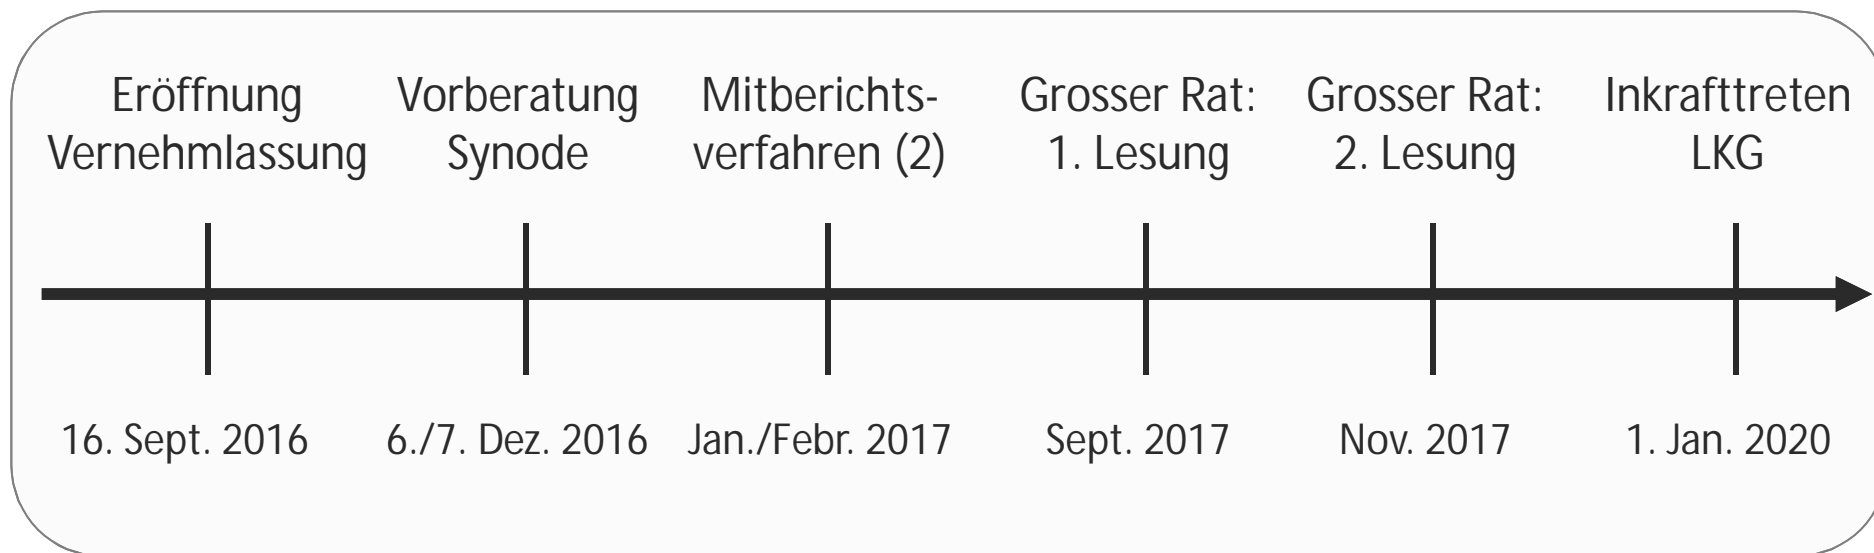 Eröffnung
Vernehmlassung
Vorberatung
Synode
Mitberichts-
verfahren (2)
Grosser Rat:
1. Lesung
Grosser Rat:
2. Lesung
Inkrafttreten
LKG
16. Sept. 2016
6./7. Dez. 2016
Jan./Febr. 2017
Sept. 2017
Nov. 2017
1. Jan. 2020